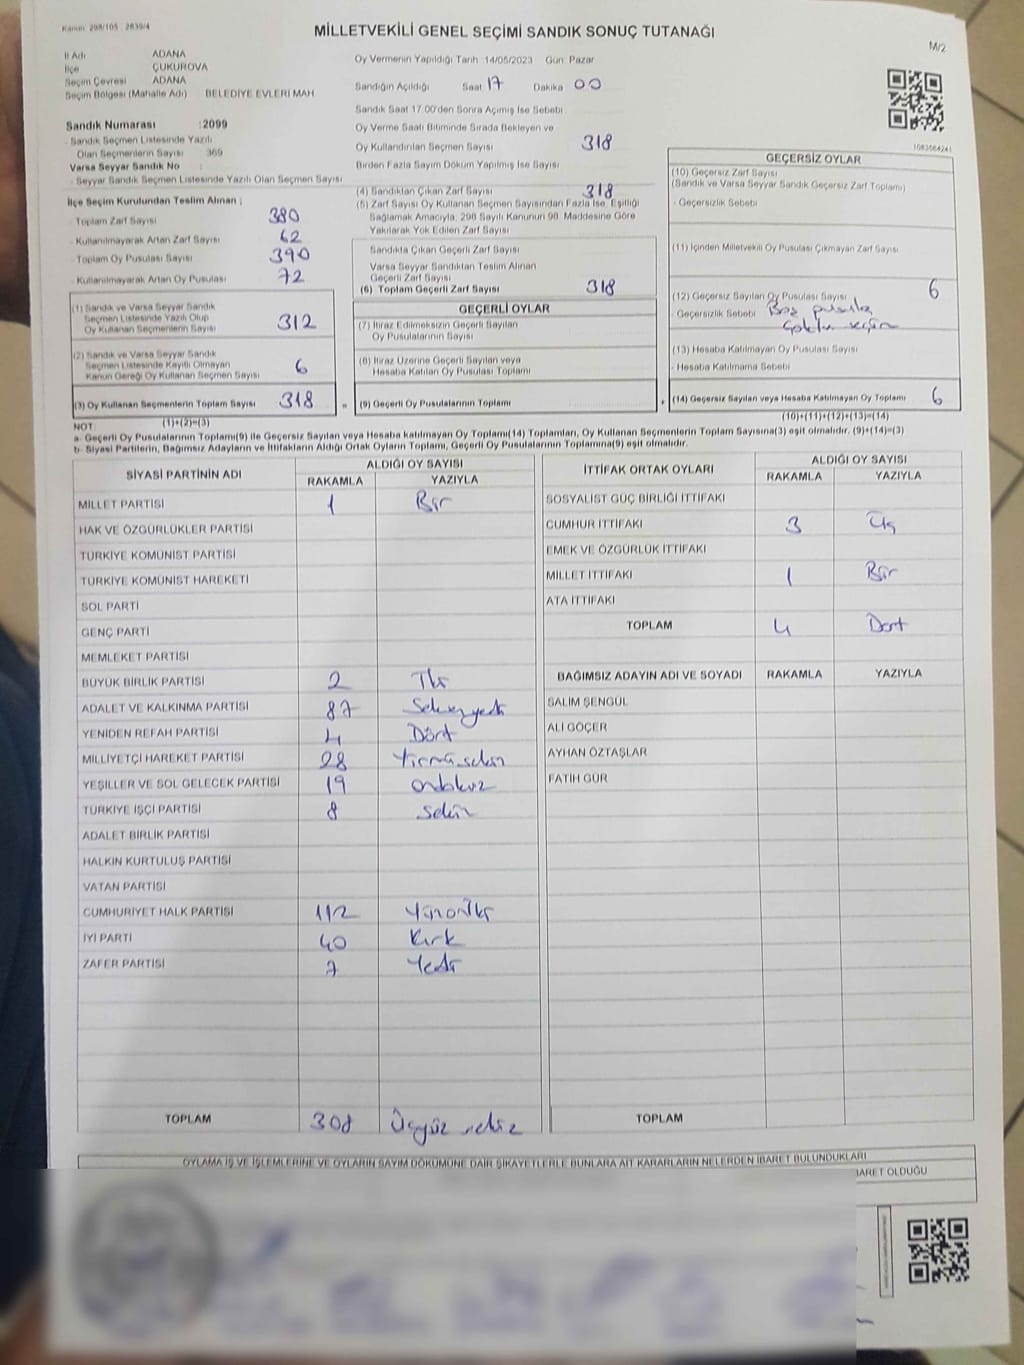 Kanun: 298/105 2839/4
MİLLETVEKİLİ GENEL SEÇİMİ SANDIK SONUÇ TUTANAĞI
M/2
İl Adı ADANA
İlçe ÇUKUROVA
Seçim Çevresi ADANA
Seçim Bölgesi (Mahalle Adı) BELEDİYE EVLERİ MAH.
Oy Vermenin Yapıldığı Tarih 14/05/2023 Gün Pazar
Sandığın Açıldığı Saat 17 Dakika 00
Sandık Saat 17.00'den Sonra Açılmış İse Sebebi
Oy Verme Saati Bitiminde Sırada Bekleyen ve
Oy Kullandırılan Seçmen Sayısı 318
Birden Fazla Sayım Döküm Yapılmış İse Sayısı
Sandık Numarası :2099
- Sandık Seçmen Listesinde Yazılı
Olan Seçmenlerin Sayısı 369
Varsa Seyyar Sandık No :
- Seyyar Sandık Seçmen Listesinde Yazılı Olan Seçmen Sayısı
İlçe Seçim Kurulundan Teslim Alınan ;
- Toplam Zarf Sayısı 380
- Kullanılmayarak Artan Zarf Sayısı 62
- Toplam Oy Pusulası Sayısı 390
- Kullanılmayarak Artan Oy Pusulası 72
(1) Sandık ve Varsa Seyyar Sandık
Seçmen Listesinde Yazılı Olup
Oy Kullanan Seçmenlerin Sayısı 312
(2) Sandık ve Varsa Seyyar Sandık
Seçmen Listesinde Kayıtlı Olmayan
Kanun Gereği Oy Kullanan Seçmen Sayısı 6
(3) Oy Kullanan Seçmenlerin Toplam Sayısı 318
(4) Sandıktan Çıkan Zarf Sayısı 318
(5) Zarf Sayısı Oy Kullanan Seçmen Sayısından Fazla İse, Eşitliği
Sağlamak Amacıyla, 298 Sayılı Kanunun 98. Maddesine Göre
Yakılarak Yok Edilen Zarf Sayısı
Sandıkta Çıkan Geçerli Zarf Sayısı
Varsa Seyyar Sandıktan Teslim Alınan
Geçerli Zarf Sayısı
(6) Toplam Geçerli Zarf Sayısı 318
GEÇERLİ OYLAR
(7) İtiraz Edilmeksizin Geçerli Sayılan
Oy Pusulalarının Sayısı
(8) İtiraz Üzerine Geçerli Sayılan veya
Hesaba Katılan Oy Pusulası Toplamı
= (9) Geçerli Oy Pusulalarının Toplamı
1083664241
GEÇERSİZ OYLAR
(10) Geçersiz Zarf Sayısı
(Sandık ve Varsa Seyyar Sandık Geçersiz Zarf Toplamı)
- Geçersizlik Sebebi
(11) İçinden Milletvekili Oy Pusulası Çıkmayan Zarf Sayısı
(12) Geçersiz Sayılan Oy Pusulası Sayısı 6
- Geçersizlik Sebebi Boş pusula
çoklu seçim
(13) Hesaba Katılmayan Oy Pusulası Sayısı
- Hesaba Katılmama Sebebi
+ (14) Geçersiz Sayılan veya Hesaba Katılmayan Oy Toplamı 6
NOT: (1)+(2)=(3)
(10)+(11)+(12)+(13)=(14)
a- Geçerli Oy Pusulalarının Toplamı(9) ile Geçersiz Sayılan veya Hesaba katılmayan Oy Toplamı(14) Toplamları, Oy Kullanan Seçmenlerin Toplam Sayısına(3) eşit olmalıdır. (9)+(14)=(3)
b- Siyasi Partilerin, Bağımsız Adayların ve İttifakların Aldığı Ortak Oyların Toplamı, Geçerli Oy Pusulalarının Toplamına(9) eşit olmalıdır.
SİYASİ PARTİNİN ADI
ALDIĞI OY SAYISI
RAKAMLA YAZIYLA
MİLLET PARTİSİ 1 Bir
HAK VE ÖZGÜRLÜKLER PARTİSİ
TÜRKİYE KOMÜNİST PARTİSİ
TÜRKİYE KOMÜNİST HAREKETİ
SOL PARTİ
GENÇ PARTİ
MEMLEKET PARTİSİ
BÜYÜK BİRLİK PARTİSİ 2 İki
ADALET VE KALKINMA PARTİSİ 87 Seksenyedi
YENİDEN REFAH PARTİSİ 4 Dört
MİLLİYETÇİ HAREKET PARTİSİ 28 Yirmisekiz
YEŞİLLER VE SOL GELECEK PARTİSİ 19 ondokuz
TÜRKİYE İŞÇİ PARTİSİ 8 sekiz
ADALET BİRLİK PARTİSİ
HALKIN KURTULUŞ PARTİSİ
VATAN PARTİSİ
CUMHURİYET HALK PARTİSİ 112 Yüzoniki
İYİ PARTİ 40 Kırk
ZAFER PARTİSİ 7 Yedi
TOPLAM 308 Üçyüz sekiz
İTTİFAK ORTAK OYLARI
ALDIĞI OY SAYISI
RAKAMLA YAZIYLA
SOSYALİST GÜÇ BİRLİĞİ İTTİFAKI
CUMHUR İTTİFAKI 3 Üç
EMEK VE ÖZGÜRLÜK İTTİFAKI
MİLLET İTTİFAKI 1 Bir
ATA İTTİFAKI
TOPLAM 4 Dört
BAĞIMSIZ ADAYIN ADI VE SOYADI RAKAMLA YAZIYLA
SALİM ŞENGÜL
ALİ GÖÇER
AYHAN ÖZTAŞLAR
FATİH GÜR
TOPLAM
OYLAMA İŞ VE İŞLEMLERİNE VE OYLARIN SAYIM DÖKÜMÜNE DAİR ŞİKAYETLERLE BUNLARA AİT KARARLARIN NELERDEN İBARET BULUNDUKLARI
OLDUĞU